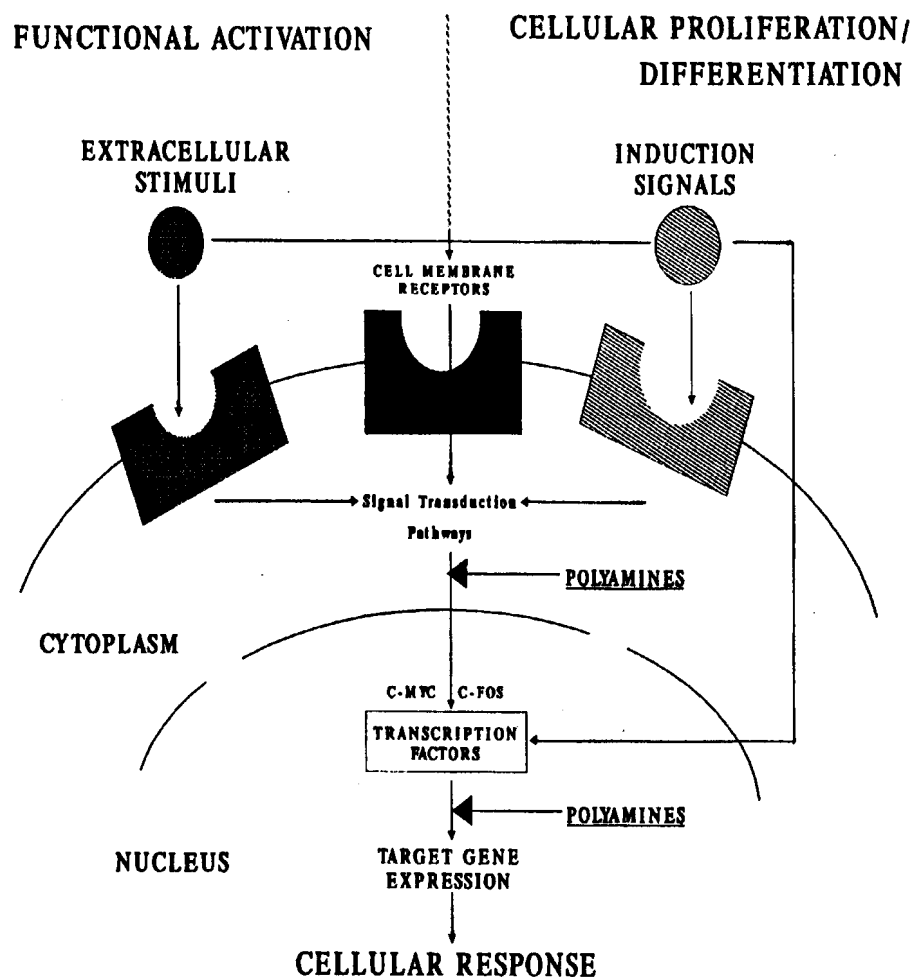 FUNCTIONAL ACTIVATION
CELLULAR PROLIFERATION/
DIFFERENTIATION
EXTRACELLULAR
STIMULI
INDUCTION
SIGNALS
CELL MEMBRANE
RECEPTORS
Signal Transduction
Pathways
POLYAMINES
CYTOPLASM
C-MYC C-FOS
TRANSCRIPTION
FACTORS
POLYAMINES
NUCLEUS
TARGET GENE
EXPRESSION
CELLULAR RESPONSE